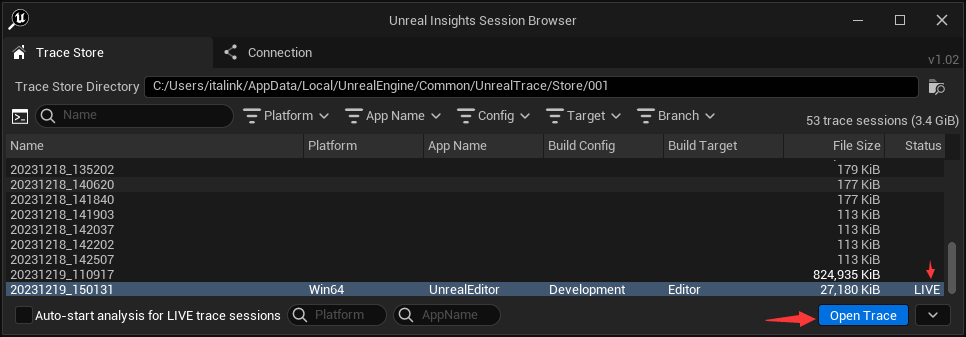 Unreal Insights Session Browser
Trace Store
Connection
v1.02
Trace Store Directory C:/Users/italink/AppData/Local/UnrealEngine/Common/UnrealTrace/Store/001
Name Platform App Name Config Target Branch
53 trace sessions (3.4 GiB)
Name Platform App Name Build Config Build Target File Size Status
20231218_135202 179 KiB
20231218_140620 177 KiB
20231218_141840 177 KiB
20231218_141903 113 KiB
20231218_142037 113 KiB
20231218_142202 113 KiB
20231218_142507 113 KiB
20231219_110917 824,935 KiB
20231219_150131 Win64 UnrealEditor Development Editor 27,180 KiB LIVE
Auto-start analysis for LIVE trace sessions Platform AppName Open Trace